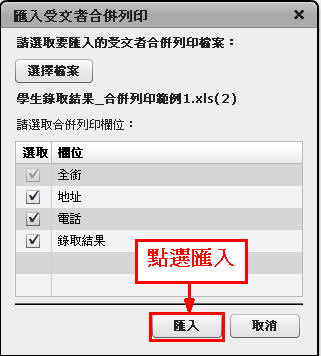 匯入受文者合併列印
請選取要匯入的受文者合併列印檔案：
選擇檔案
學生錄取結果_合併列印範例1.xls(2)
請選取合併列印欄位：
選取 欄位
全銜
地址
電話
錄取結果
點選匯入
匯入 取消